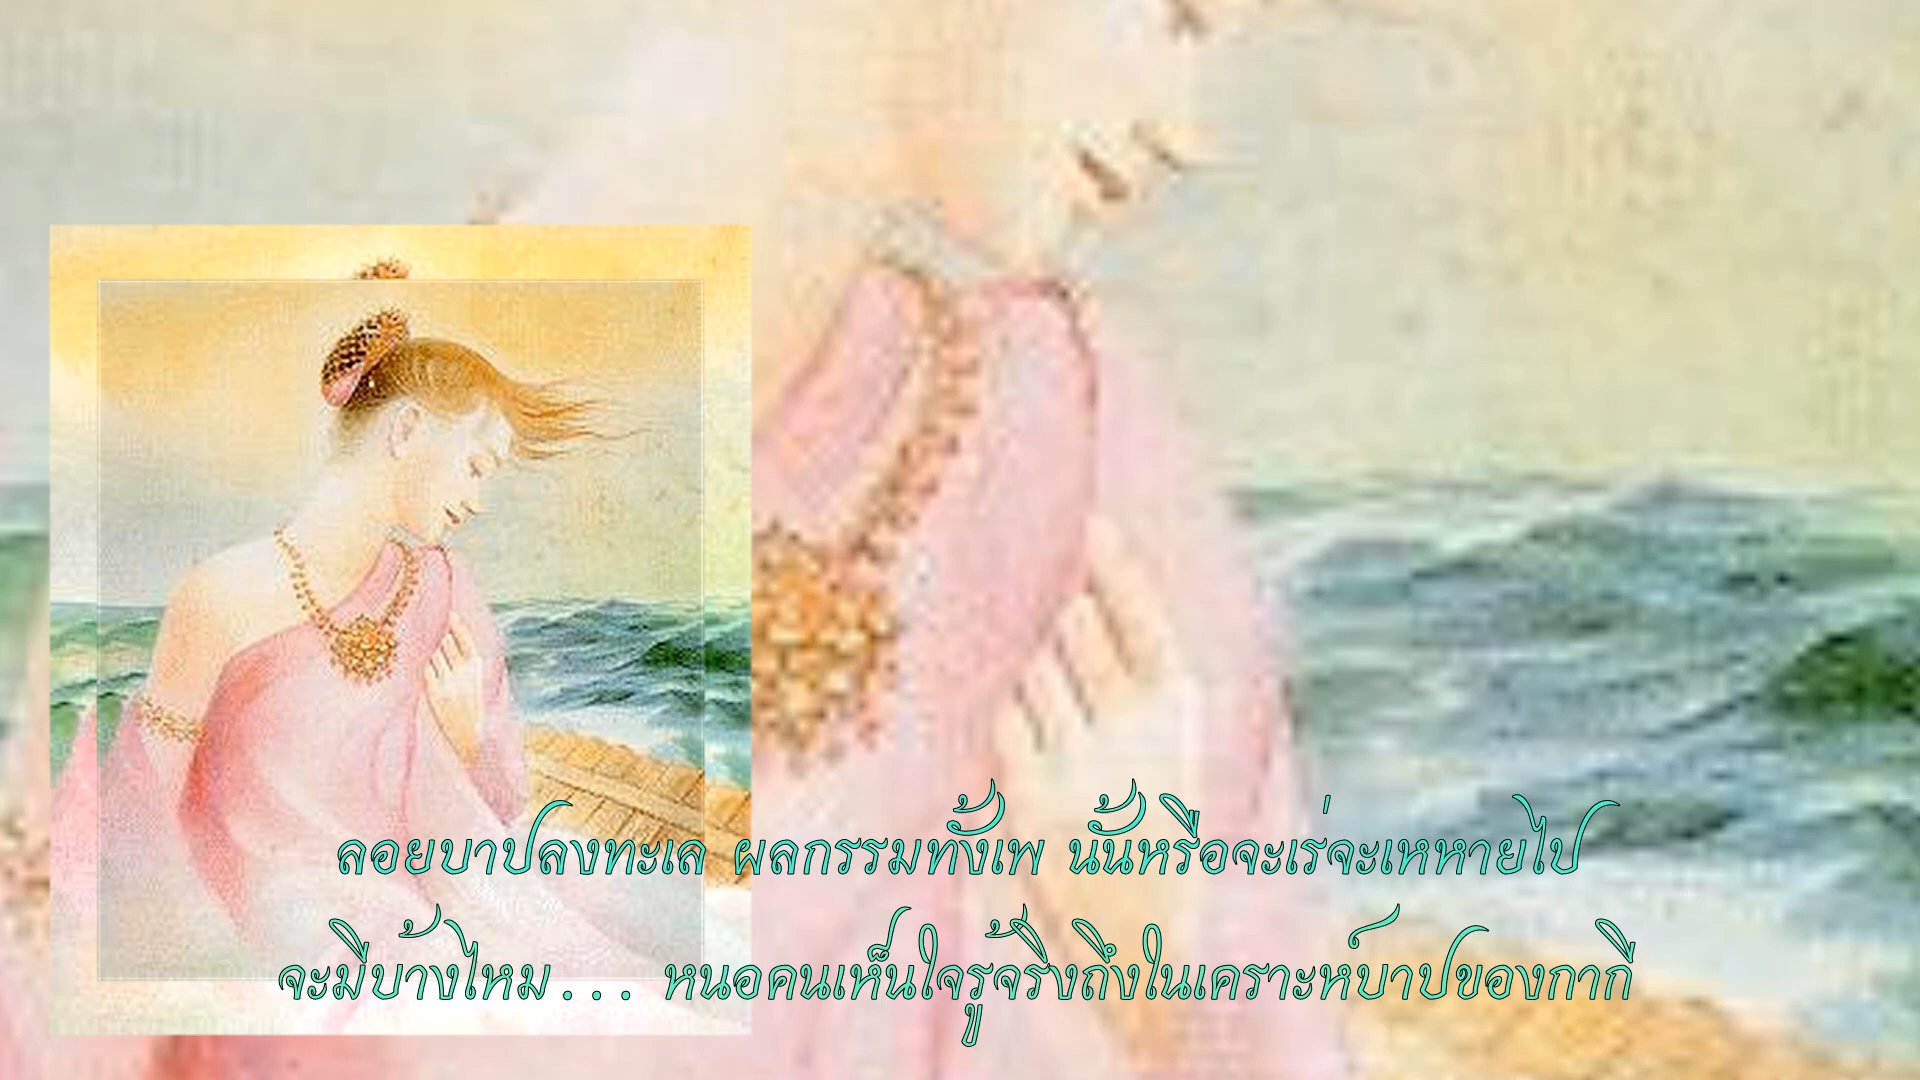 ลอยบาปลงทะเล ผลกรรมทั้งเพ นั้นหรือจะเร่จะเหหายไป
จะมีบ้างไหม... หนอคนเห็นใจรู้จริงถึงในเคราะห์บาปของกากี